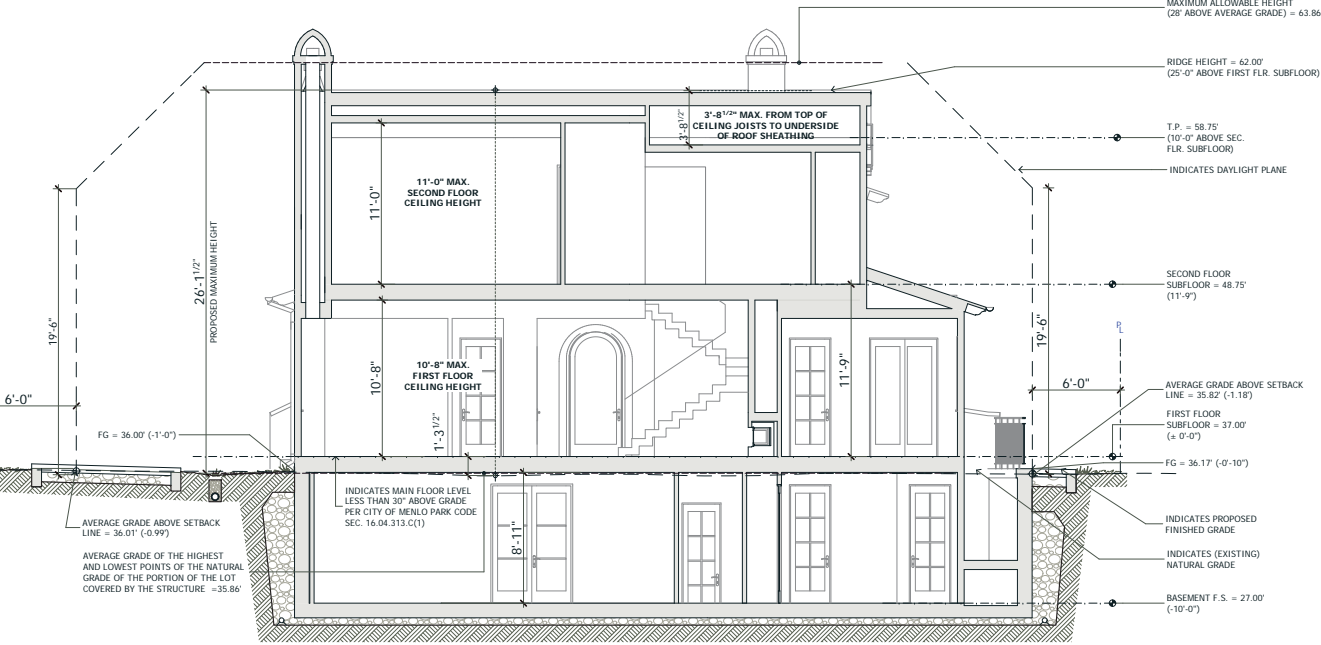 MAXIMUM ALLOWABLE HEIGHT
(28' ABOVE AVERAGE GRADE) = 63.86
RIDGE HEIGHT = 62.00'
(25'-0" ABOVE FIRST FLR. SUBFLOOR)
3'-8 1/2"
3'-8 1/2" MAX. FROM TOP OF
CEILING JOISTS TO UNDERSIDE
OF ROOF SHEATHING
T.P. = 58.75'
(10'-0" ABOVE SEC.
FLR. SUBFLOOR)
INDICATES DAYLIGHT PLANE
11'-0"
11'-0" MAX.
SECOND FLOOR
CEILING HEIGHT
26'-1 1/2"
PROPOSED MAXIMUM HEIGHT
SECOND FLOOR
SUBFLOOR = 48.75'
(11'-9")
19'-6"
19'-6"
PL
10'-8"
10'-8" MAX.
FIRST FLOOR
CEILING HEIGHT
11'-9"
6'-0"
6'-0"
AVERAGE GRADE ABOVE SETBACK
LINE = 35.82' (-1.18')
FIRST FLOOR
SUBFLOOR = 37.00'
(± 0'-0")
1'-3 1/2"
FG = 36.00' (-1'-0")
FG = 36.17' (-0'-10")
INDICATES MAIN FLOOR LEVEL
LESS THAN 30" ABOVE GRADE
PER CITY OF MENLO PARK CODE
SEC. 16.04.313.C(1)
8'-11"
AVERAGE GRADE ABOVE SETBACK
LINE = 36.01' (-0.99')
INDICATES PROPOSED
FINISHED GRADE
AVERAGE GRADE OF THE HIGHEST
AND LOWEST POINTS OF THE NATURAL
GRADE OF THE PORTION OF THE LOT
COVERED BY THE STRUCTURE =35.86'
INDICATES (EXISTING)
NATURAL GRADE
BASEMENT F.S. = 27.00'
(-10'-0")